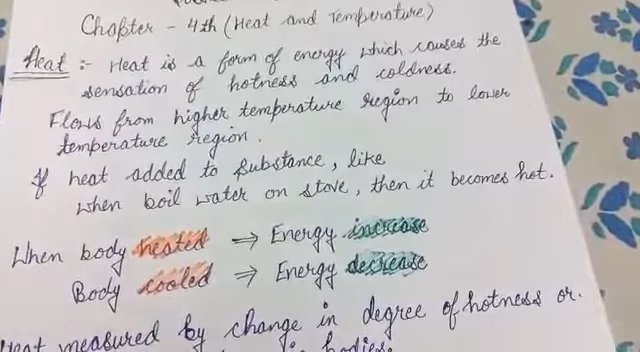 Chapter - 4th (Heat and Temperature)
Heat :- Heat is a form of energy which causes the
sensation of hotness and coldness.
Flows from higher temperature region to lower
temperature region.
If heat added to substance, like
when boil water on stove, then it becomes hot.
When body heated ⇒ Energy increase
Body cooled ⇒ Energy decrease
Heat measured by change in degree of hotness or
bodies.